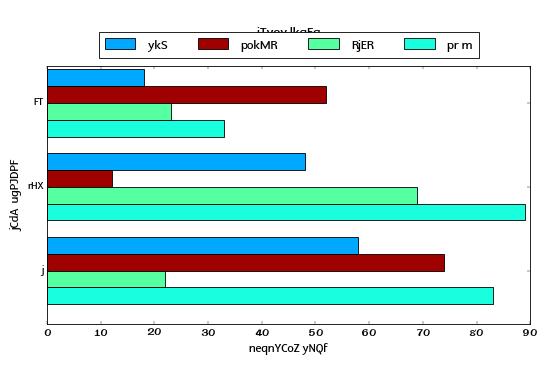 ykS pokMR RjER pr m
FT
rHX
j
jCdA ugPJDPF
0 10 20 30 40 50 60 70 80 90
neqnYCoZ yNQf